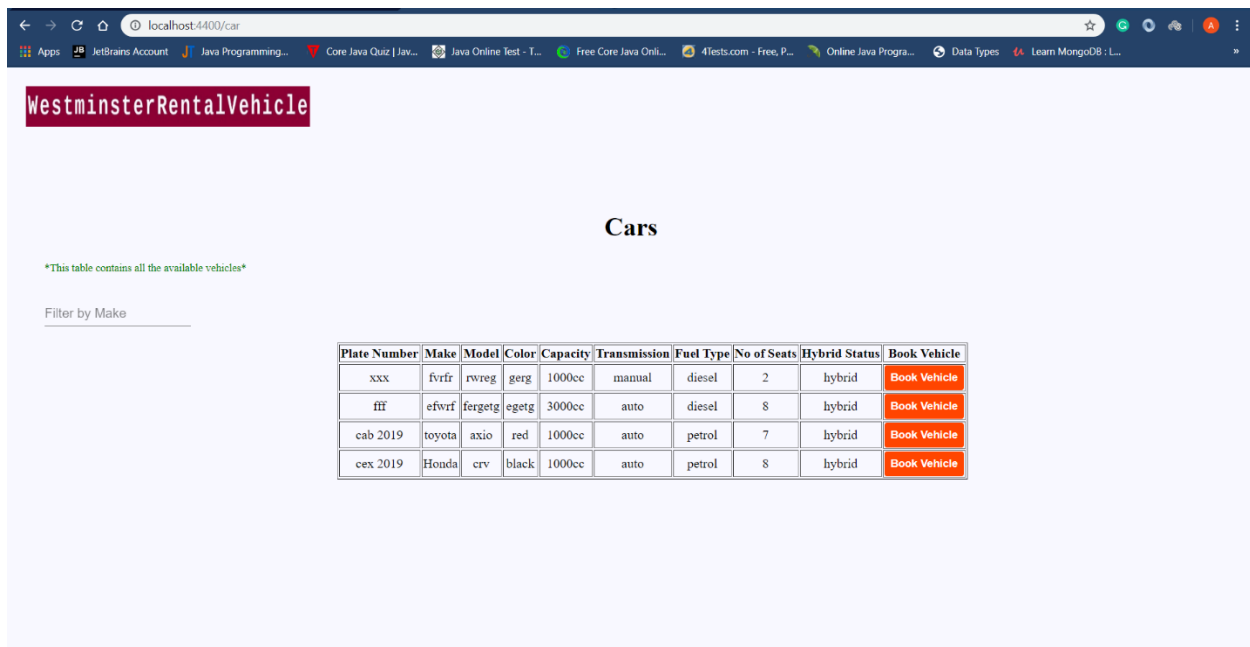 localhost:4400/car
Apps JB JetBrains Account Java Programming... Core Java Quiz | Jav... Java Online Test - T... Free Core Java Onli... 4Tests.com - Free, P... Online Java Progra... Data Types Learn MongoDB : L... »
WestminsterRentalVehicle
Cars
*This table contains all the available vehicles*
Filter by Make
Plate Number Make Model Color Capacity Transmission Fuel Type No of Seats Hybrid Status Book Vehicle
xxx fvrfr rwreg gerg 1000cc manual diesel 2 hybrid Book Vehicle
fff efwrf fergetg egetg 3000cc auto diesel 8 hybrid Book Vehicle
cab 2019 toyota axio red 1000cc auto petrol 7 hybrid Book Vehicle
cex 2019 Honda crv black 1000cc auto petrol 8 hybrid Book Vehicle